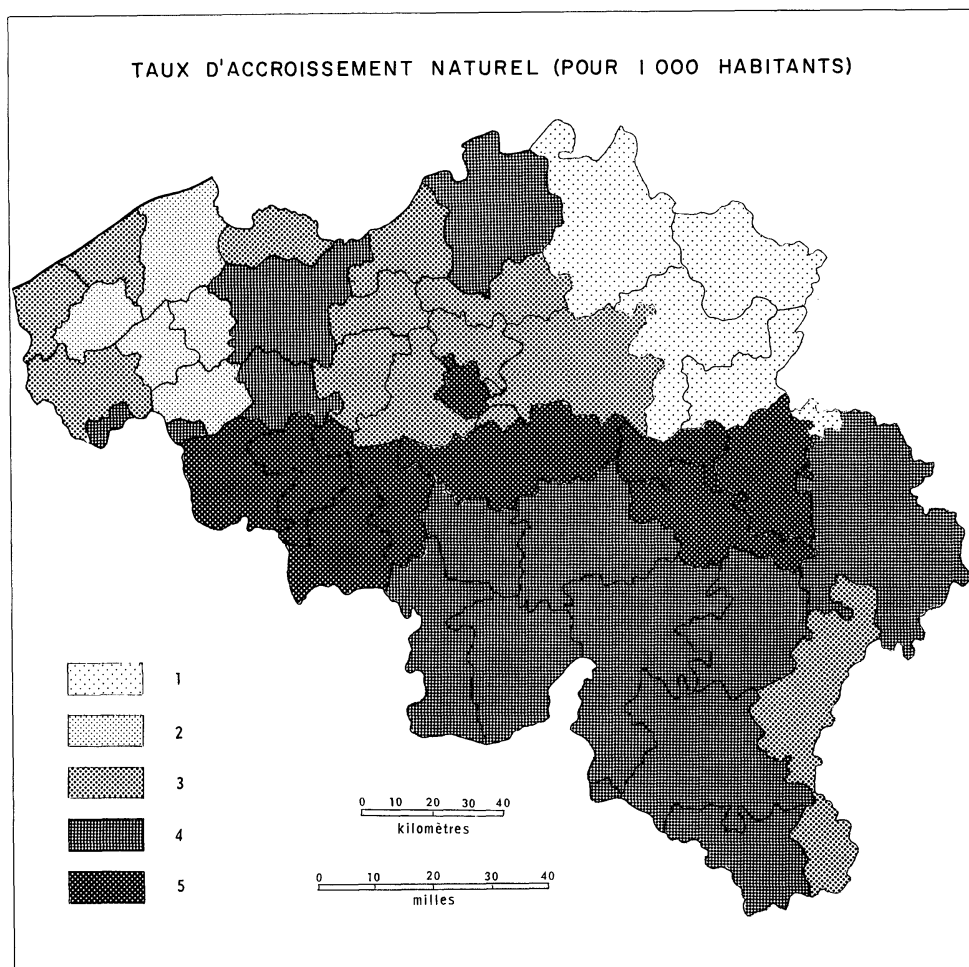 TAUX D'ACCROISSEMENT NATUREL (POUR 1 000 HABITANTS)
1
2
3
4
5
0 10 20 30 40
kilomètres
0 10 20 30 40
milles